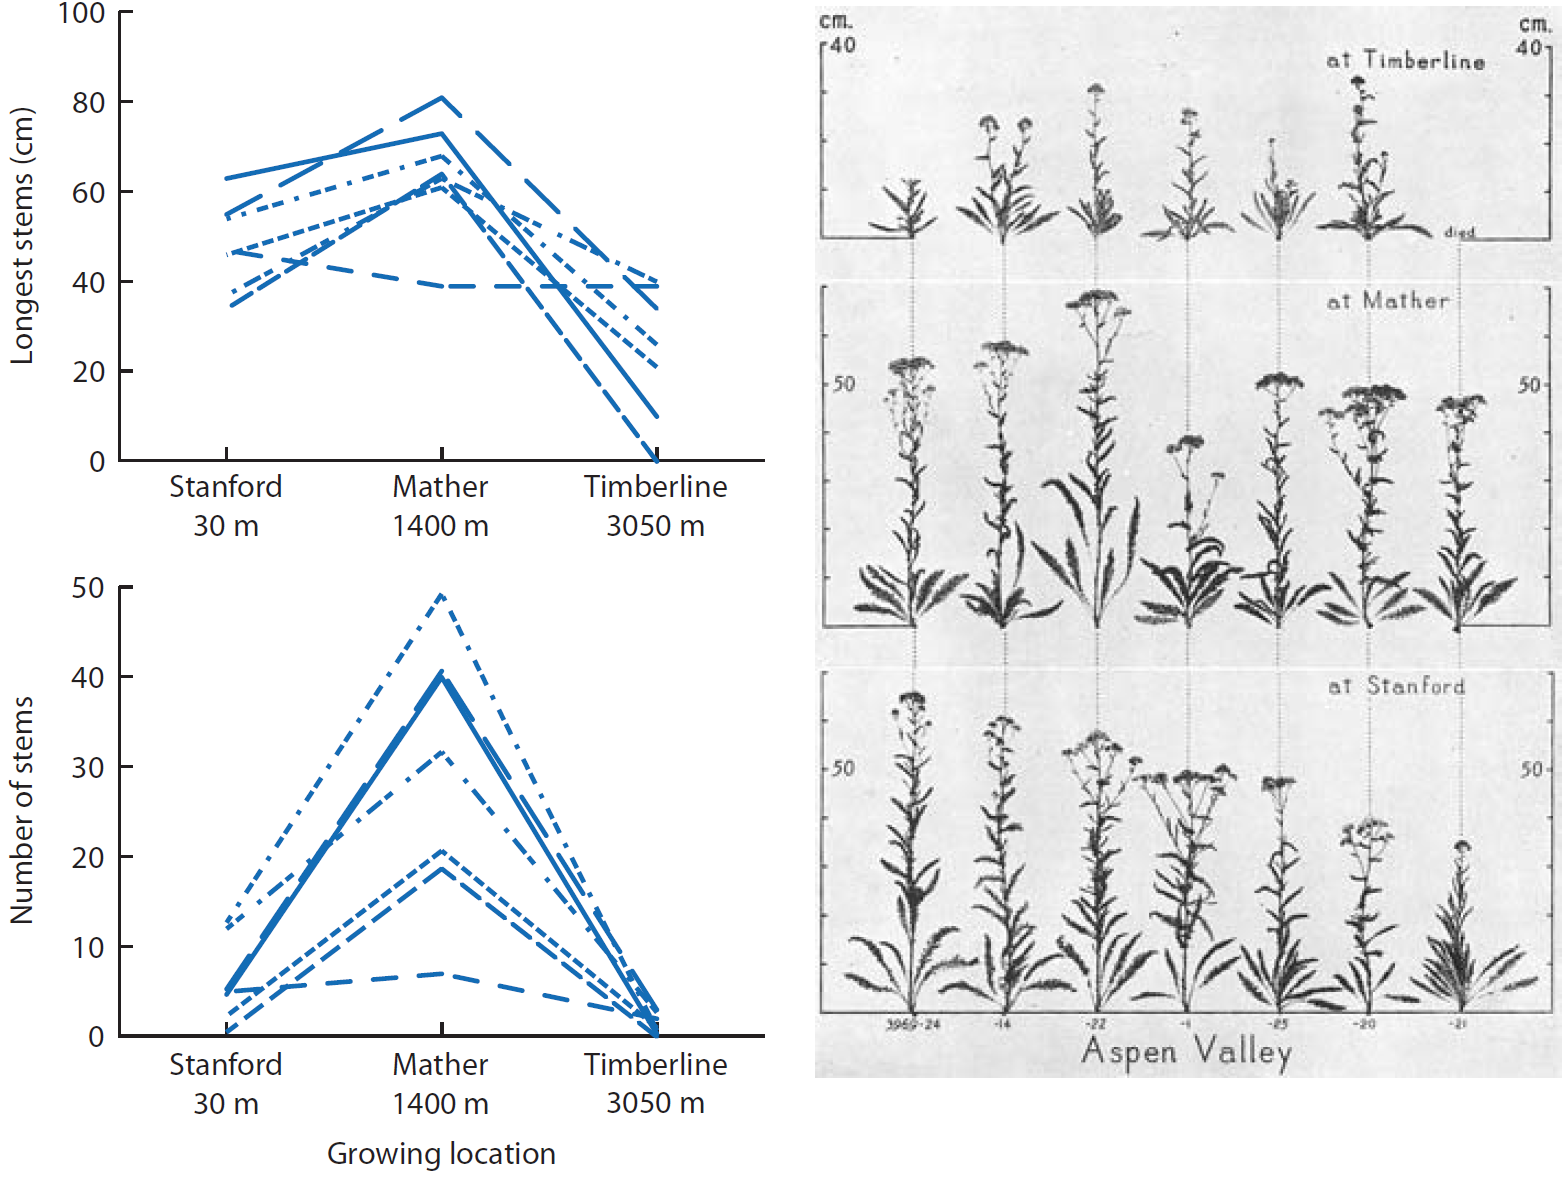 100
80
60
40
20
0
Longest stems (cm)
Stanford
30 m
Mather
1400 m
Timberline
3050 m
50
40
30
20
10
0
Number of stems
Stanford
30 m
Mather
1400 m
Timberline
3050 m
Growing location
cm.
cm.
40
40
at Timberline
died
at Mather
50
50
at Stanford
50
50
3969-24 -14 -22 -4 -25 -20 -21
Aspen Valley